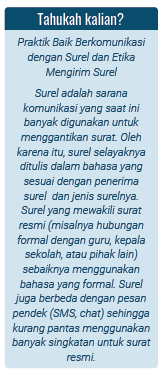 Tahukah kalian?
Praktik Baik Berkomunikasi
dengan Surel dan Etika
Mengirim Surel
Surel adalah sarana
komunikasi yang saat ini
banyak digunakan untuk
menggantikan surat. Oleh
karena itu, surel selayaknya
ditulis dalam bahasa yang
sesuai dengan penerima
surel dan jenis surelnya.
Surel yang mewakili surat
resmi (misalnya hubungan
formal dengan guru, kepala
sekolah, atau pihak lain)
sebaiknya menggunakan
bahasa yang formal. Surel
juga berbeda dengan pesan
pendek (SMS, chat) sehingga
kurang pantas menggunakan
banyak singkatan untuk surat
resmi.